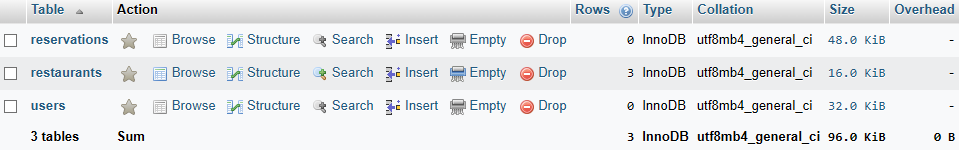 Table Action Rows Type Collation Size Overhead
reservations Browse Structure Search Insert Empty Drop 0 InnoDB utf8mb4_general_ci 48.0 KiB -
restaurants Browse Structure Search Insert Empty Drop 3 InnoDB utf8mb4_general_ci 16.0 KiB -
users Browse Structure Search Insert Empty Drop 0 InnoDB utf8mb4_general_ci 32.0 KiB -
3 tables Sum 3 InnoDB utf8mb4_general_ci 96.0 KiB 0 B